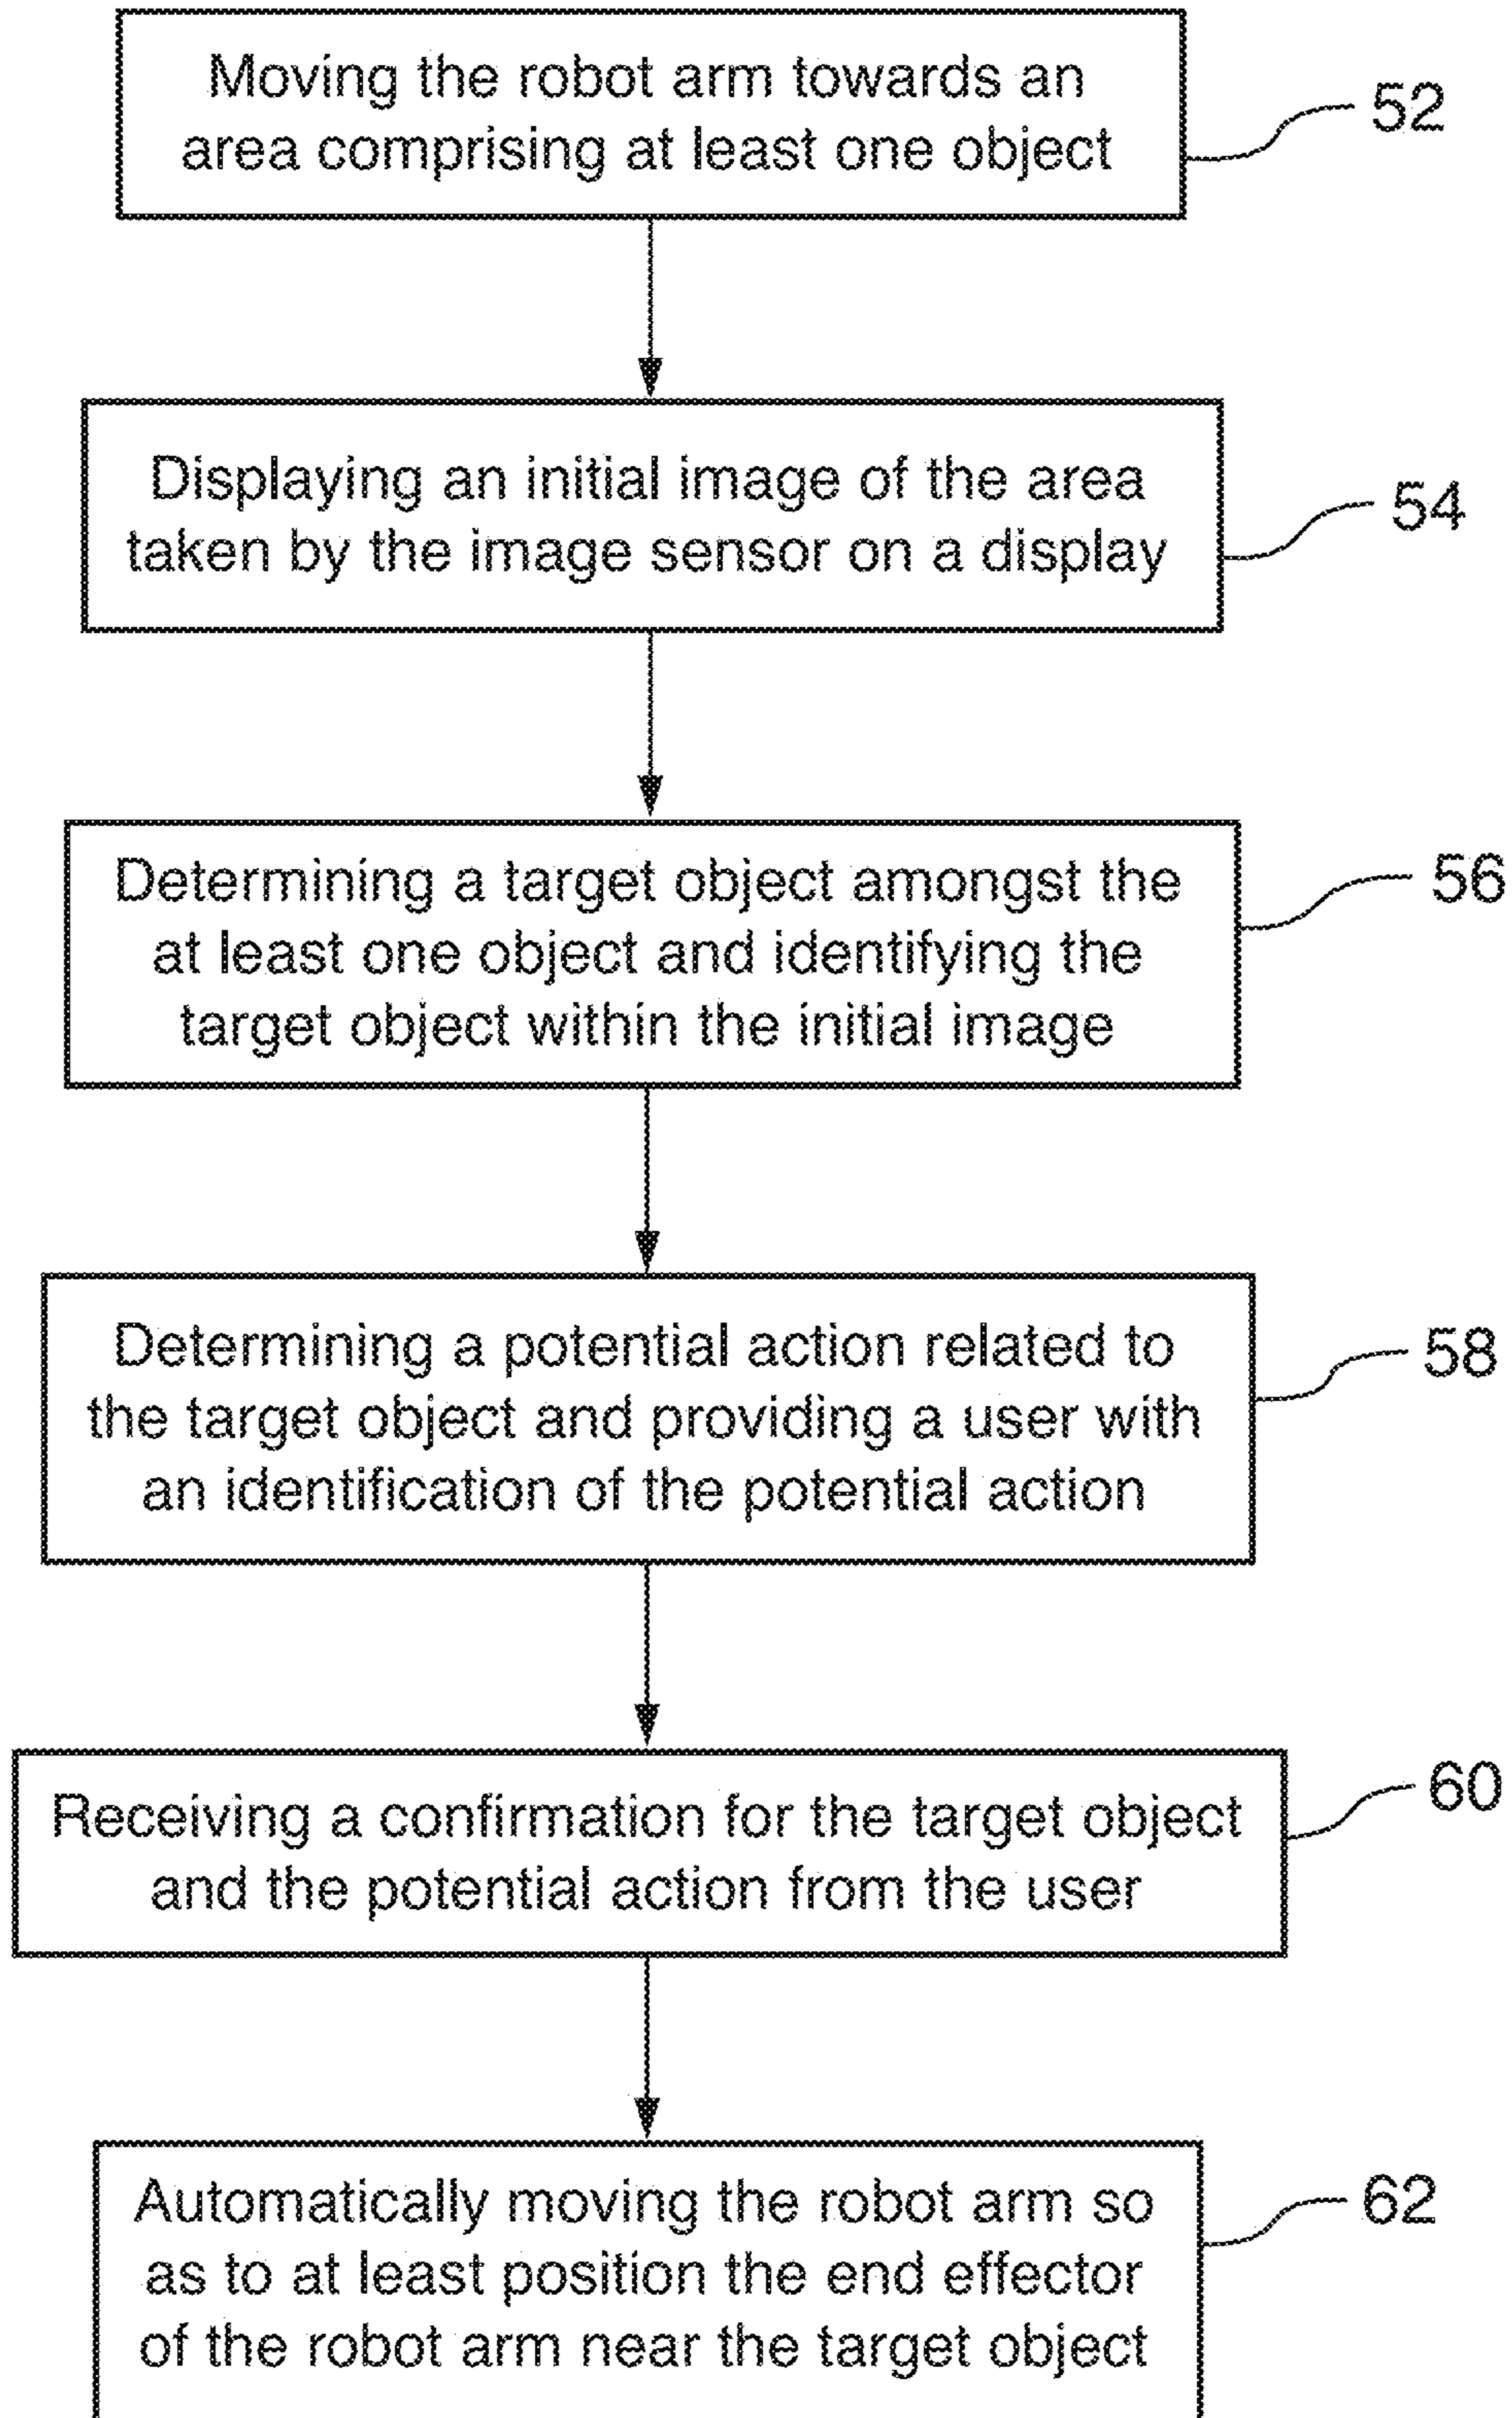 Moving the robot arm towards an
area comprising at least one object
52
Displaying an initial image of the area
taken by the image sensor on a display
54
Determining a target object amongst the
at least one object and identifying the
target object within the initial image
56
Determining a potential action related to
the target object and providing a user with
an identification of the potential action
58
Receiving a confirmation for the target object
and the potential action from the user
60
Automatically moving the robot arm so
as to at least position the end effector
of the robot arm near the target object
62